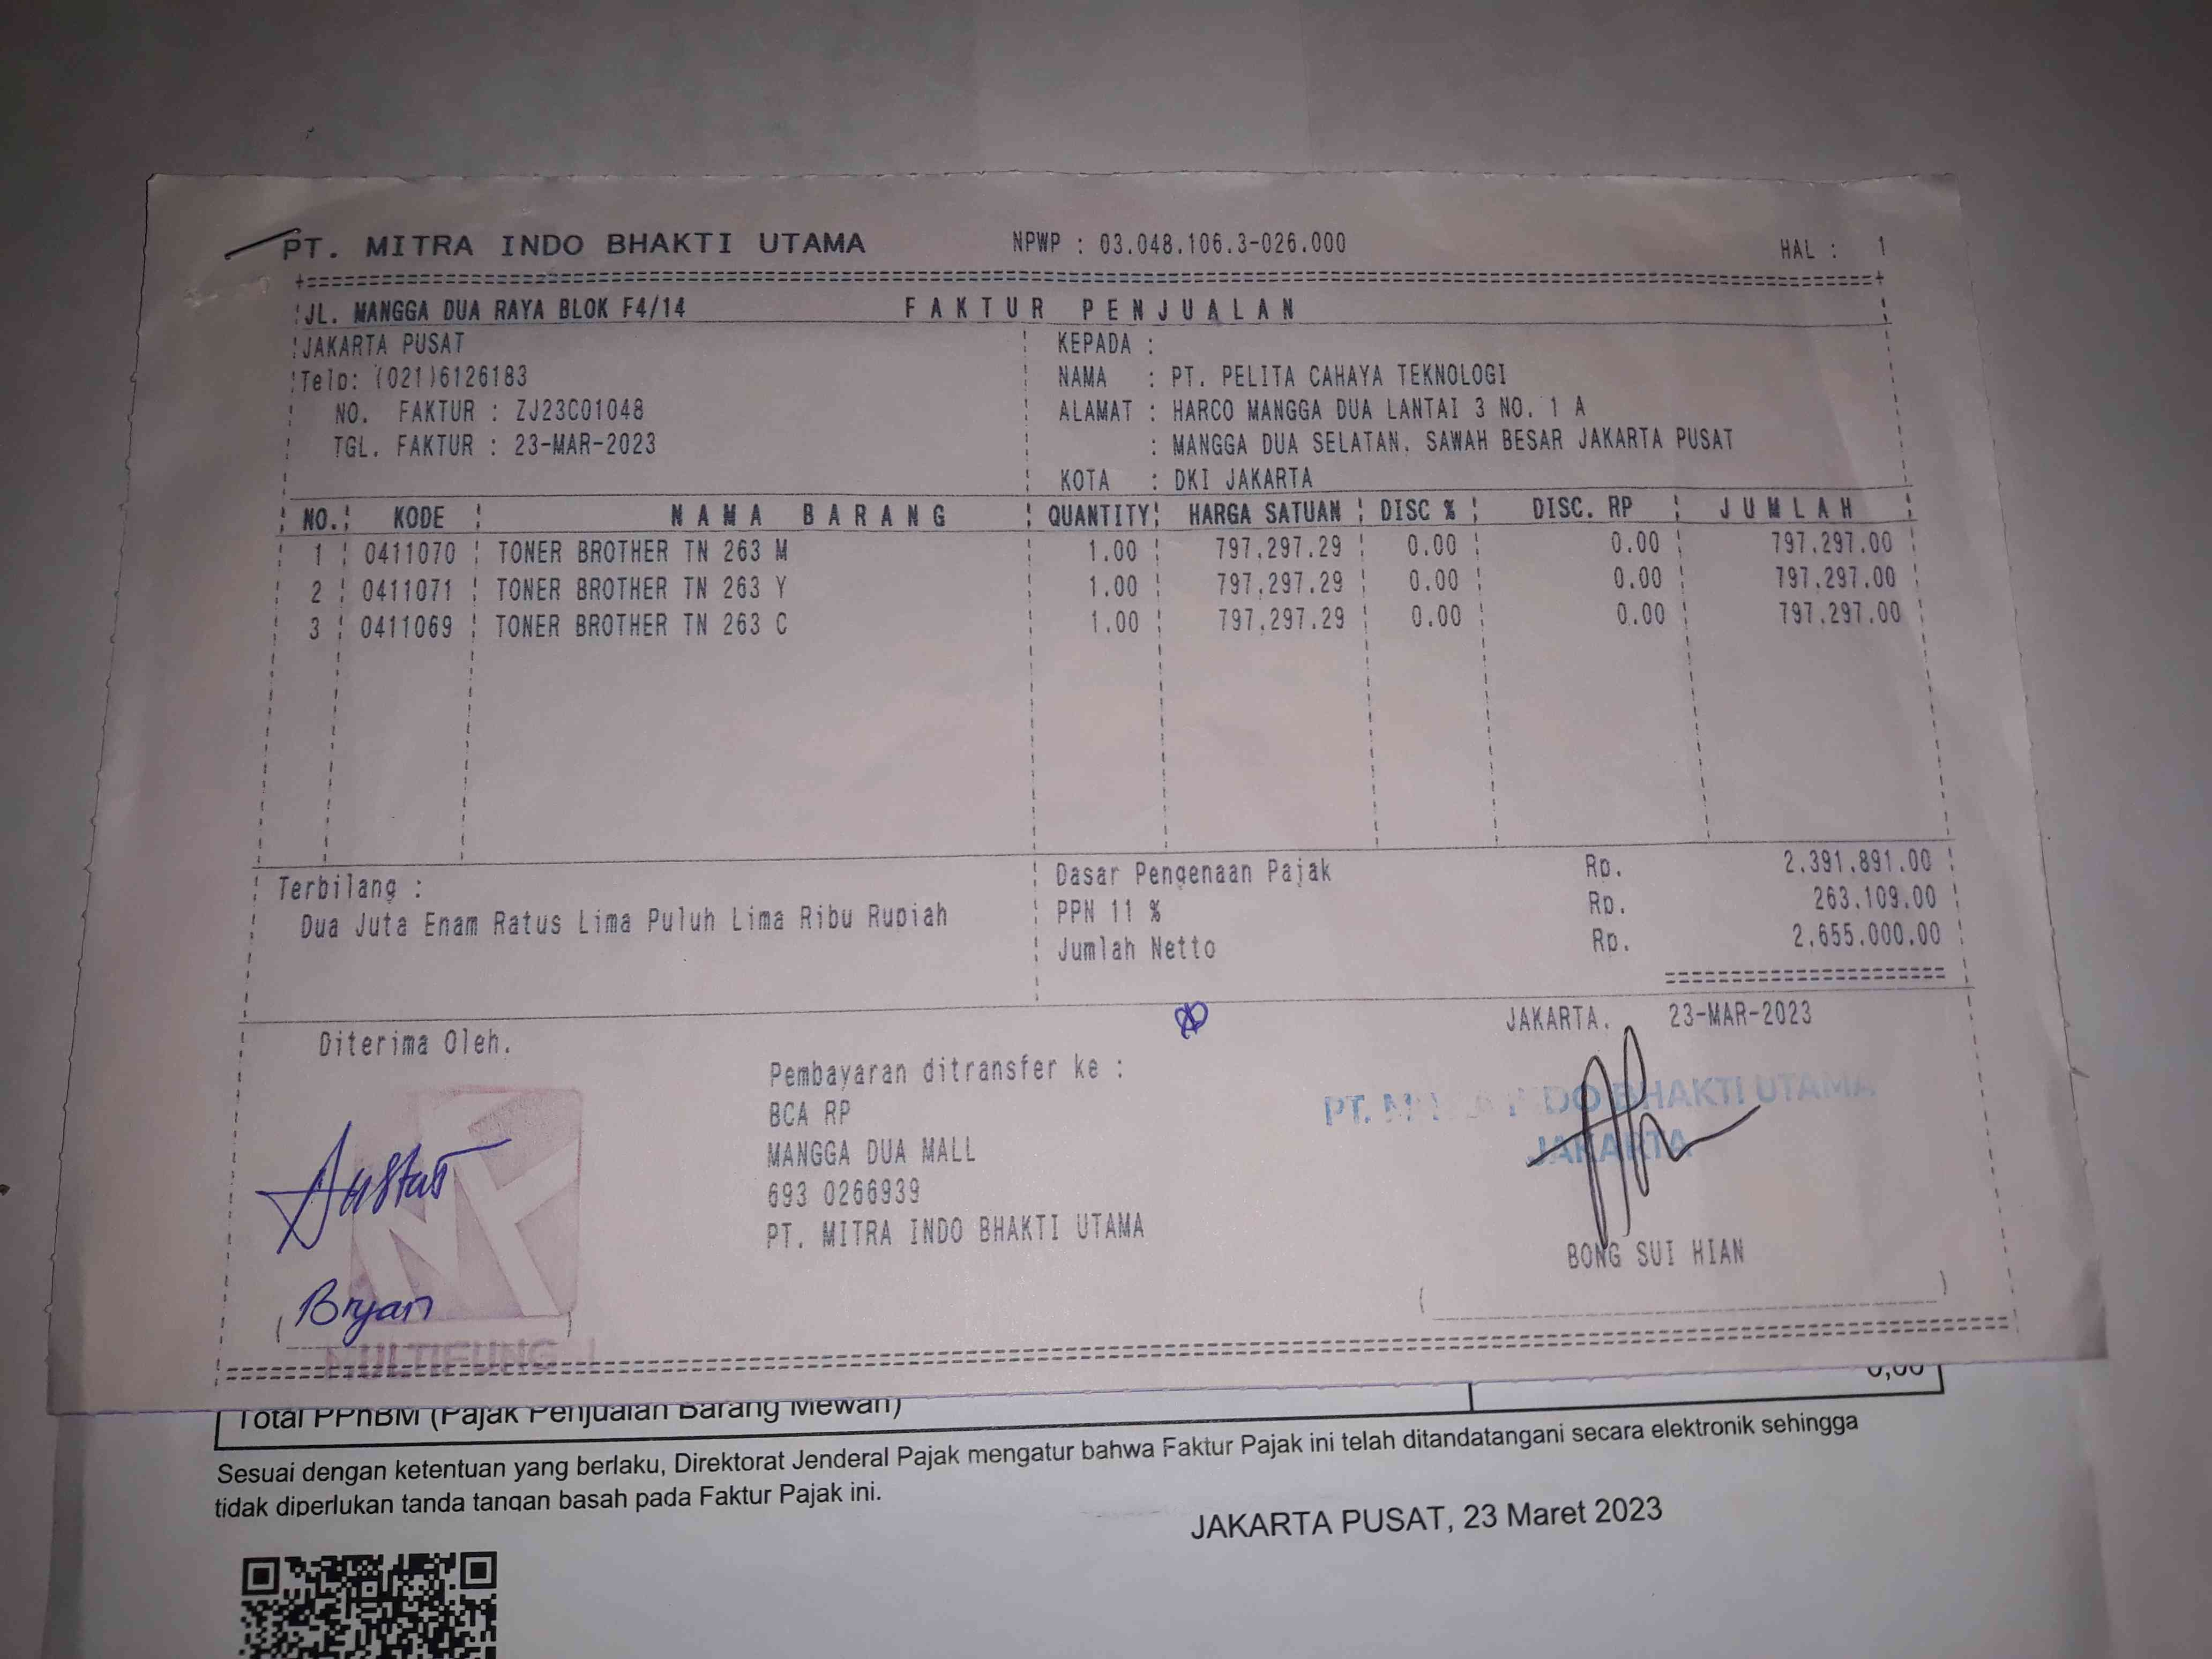 PT. MITRA INDO BHAKTI UTAMA NPWP : 03.048.106.3-026.000 HAL : 1
JL. MANGGA DUA RAYA BLOK F4/14 FAKTUR PENJUALAN
JAKARTA PUSAT KEPADA :
Telp: (021)6126183 NAMA : PT. PELITA CAHAYA TEKNOLOGI
NO. FAKTUR : ZJ23C01048 ALAMAT : HARCO MANGGA DUA LANTAI 3 NO. 1 A
TGL. FAKTUR : 23-MAR-2023 : MANGGA DUA SELATAN, SAWAH BESAR JAKARTA PUSAT
KOTA : DKI JAKARTA
NO. KODE NAMA BARANG QUANTITY HARGA SATUAN DISC % DISC. RP JUMLAH
1 0411070 TONER BROTHER TN 263 M 1.00 797,297.29 0.00 0.00 797,297.00
2 0411071 TONER BROTHER TN 263 Y 1.00 797,297.29 0.00 0.00 797,297.00
3 0411069 TONER BROTHER TN 263 C 1.00 797,297.29 0.00 0.00 797,297.00
Terbilang : Dasar Pengenaan Pajak Rp. 2,391,891.00
Dua Juta Enam Ratus Lima Puluh Lima Ribu Rupiah PPN 11 % Rp. 263,109.00
Jumlah Netto Rp. 2,655,000.00
Diterima Oleh, JAKARTA, 23-MAR-2023
Pembayaran ditransfer ke :
BCA RP
MANGGA DUA MALL
693 0266939
PT. MITRA INDO BHAKTI UTAMA
PT. MITRA INDO BHAKTI UTAMA
JAKARTA
BONG SUI HIAN
Bryan
Total PPnBM (Pajak Penjualan Barang Mewah) 0,00
Sesuai dengan ketentuan yang berlaku, Direktorat Jenderal Pajak mengatur bahwa Faktur Pajak ini telah ditandatangani secara elektronik sehingga
tidak diperlukan tanda tangan basah pada Faktur Pajak ini.
JAKARTA PUSAT, 23 Maret 2023